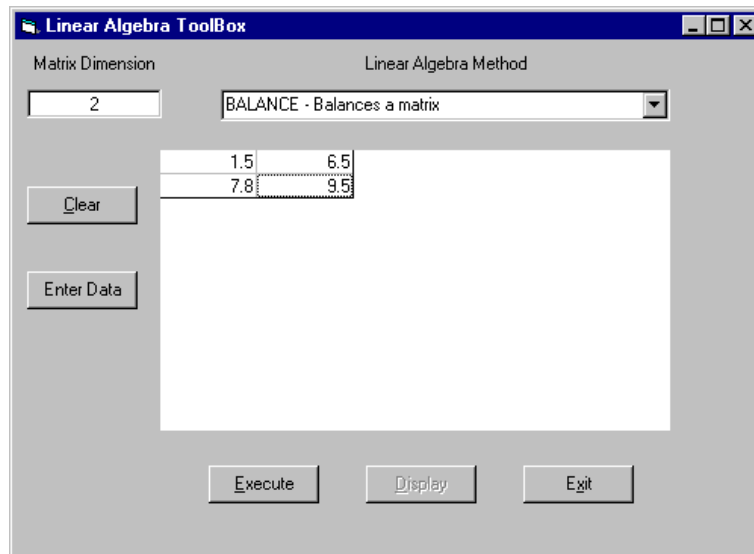 Linear Algebra ToolBox
Matrix Dimension Linear Algebra Method
2 BALANCE - Balances a matrix
1.5 6.5
7.8 9.5
Clear
Enter Data
Execute Display Exit